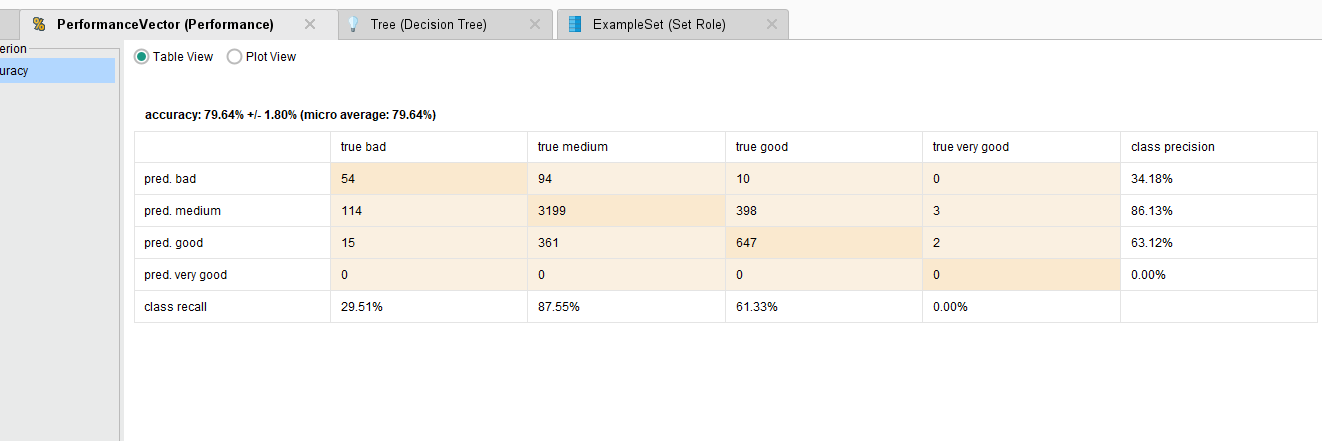 PerformanceVector (Performance) Tree (Decision Tree) ExampleSet (Set Role)
erion
uracy
Table View Plot View
accuracy: 79.64% +/- 1.80% (micro average: 79.64%)
true bad true medium true good true very good class precision
pred. bad 54 94 10 0 34.18%
pred. medium 114 3199 398 3 86.13%
pred. good 15 361 647 2 63.12%
pred. very good 0 0 0 0 0.00%
class recall 29.51% 87.55% 61.33% 0.00%